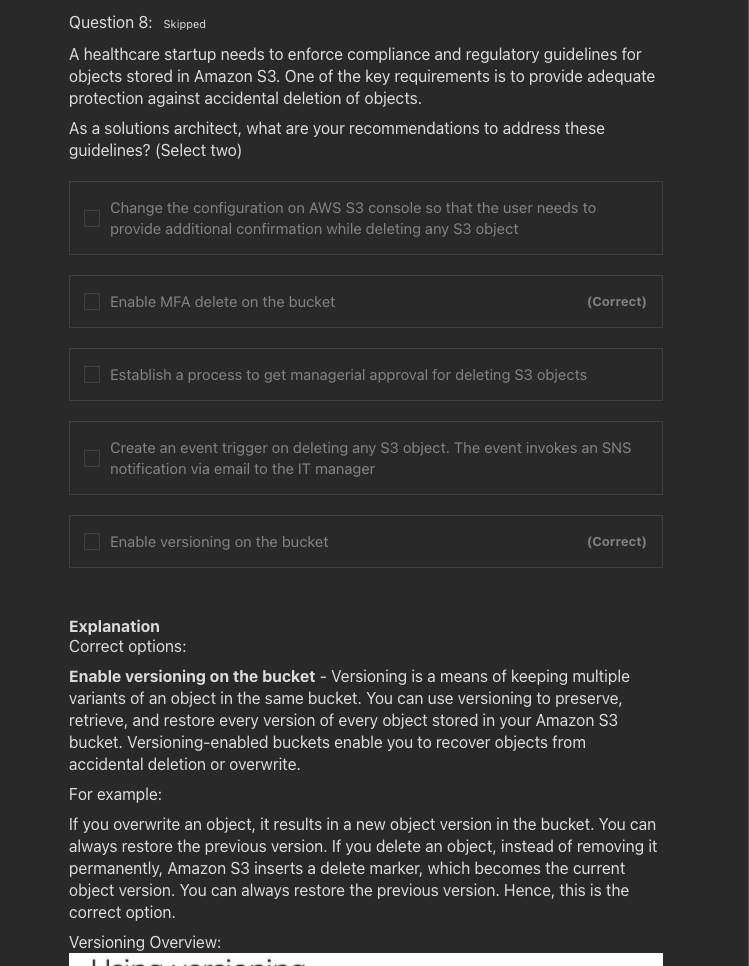 Question 8: Skipped
A healthcare startup needs to enforce compliance and regulatory guidelines for
objects stored in Amazon S3. One of the key requirements is to provide adequate
protection against accidental deletion of objects.
As a solutions architect, what are your recommendations to address these
guidelines? (Select two)
Change the configuration on AWS S3 console so that the user needs to
provide additional confirmation while deleting any S3 object
Enable MFA delete on the bucket (Correct)
Establish a process to get managerial approval for deleting S3 objects
Create an event trigger on deleting any S3 object. The event invokes an SNS
notification via email to the IT manager
Enable versioning on the bucket (Correct)
Explanation
Correct options:
Enable versioning on the bucket - Versioning is a means of keeping multiple
variants of an object in the same bucket. You can use versioning to preserve,
retrieve, and restore every version of every object stored in your Amazon S3
bucket. Versioning-enabled buckets enable you to recover objects from
accidental deletion or overwrite.
For example:
If you overwrite an object, it results in a new object version in the bucket. You can
always restore the previous version. If you delete an object, instead of removing it
permanently, Amazon S3 inserts a delete marker, which becomes the current
object version. You can always restore the previous version. Hence, this is the
correct option.
Versioning Overview:
Using versioning